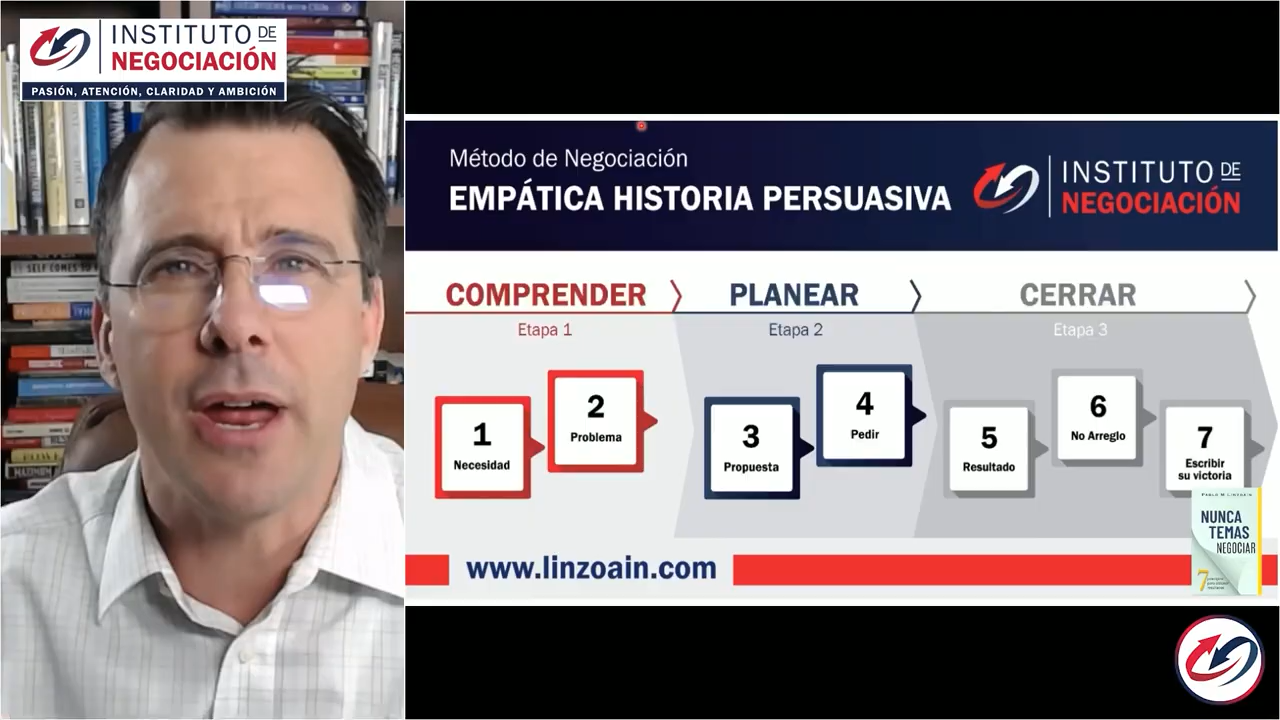 INSTITUTO DE
NEGOCIACIÓN
PASIÓN, ATENCIÓN, CLARIDAD Y AMBICIÓN
SELF COMES TO
Método de Negociación
EMPÁTICA HISTORIA PERSUASIVA
INSTITUTO DE
NEGOCIACIÓN
COMPRENDER
PLANEAR
CERRAR
Etapa 1
Etapa 2
Etapa 3
1
Necesidad
2
Problema
3
Propuesta
4
Pedir
5
Resultado
6
No Arreglo
7
Escribir
su victoria
NUNCA
TEMAS
NEGOCIAR
7
www.linzoain.com